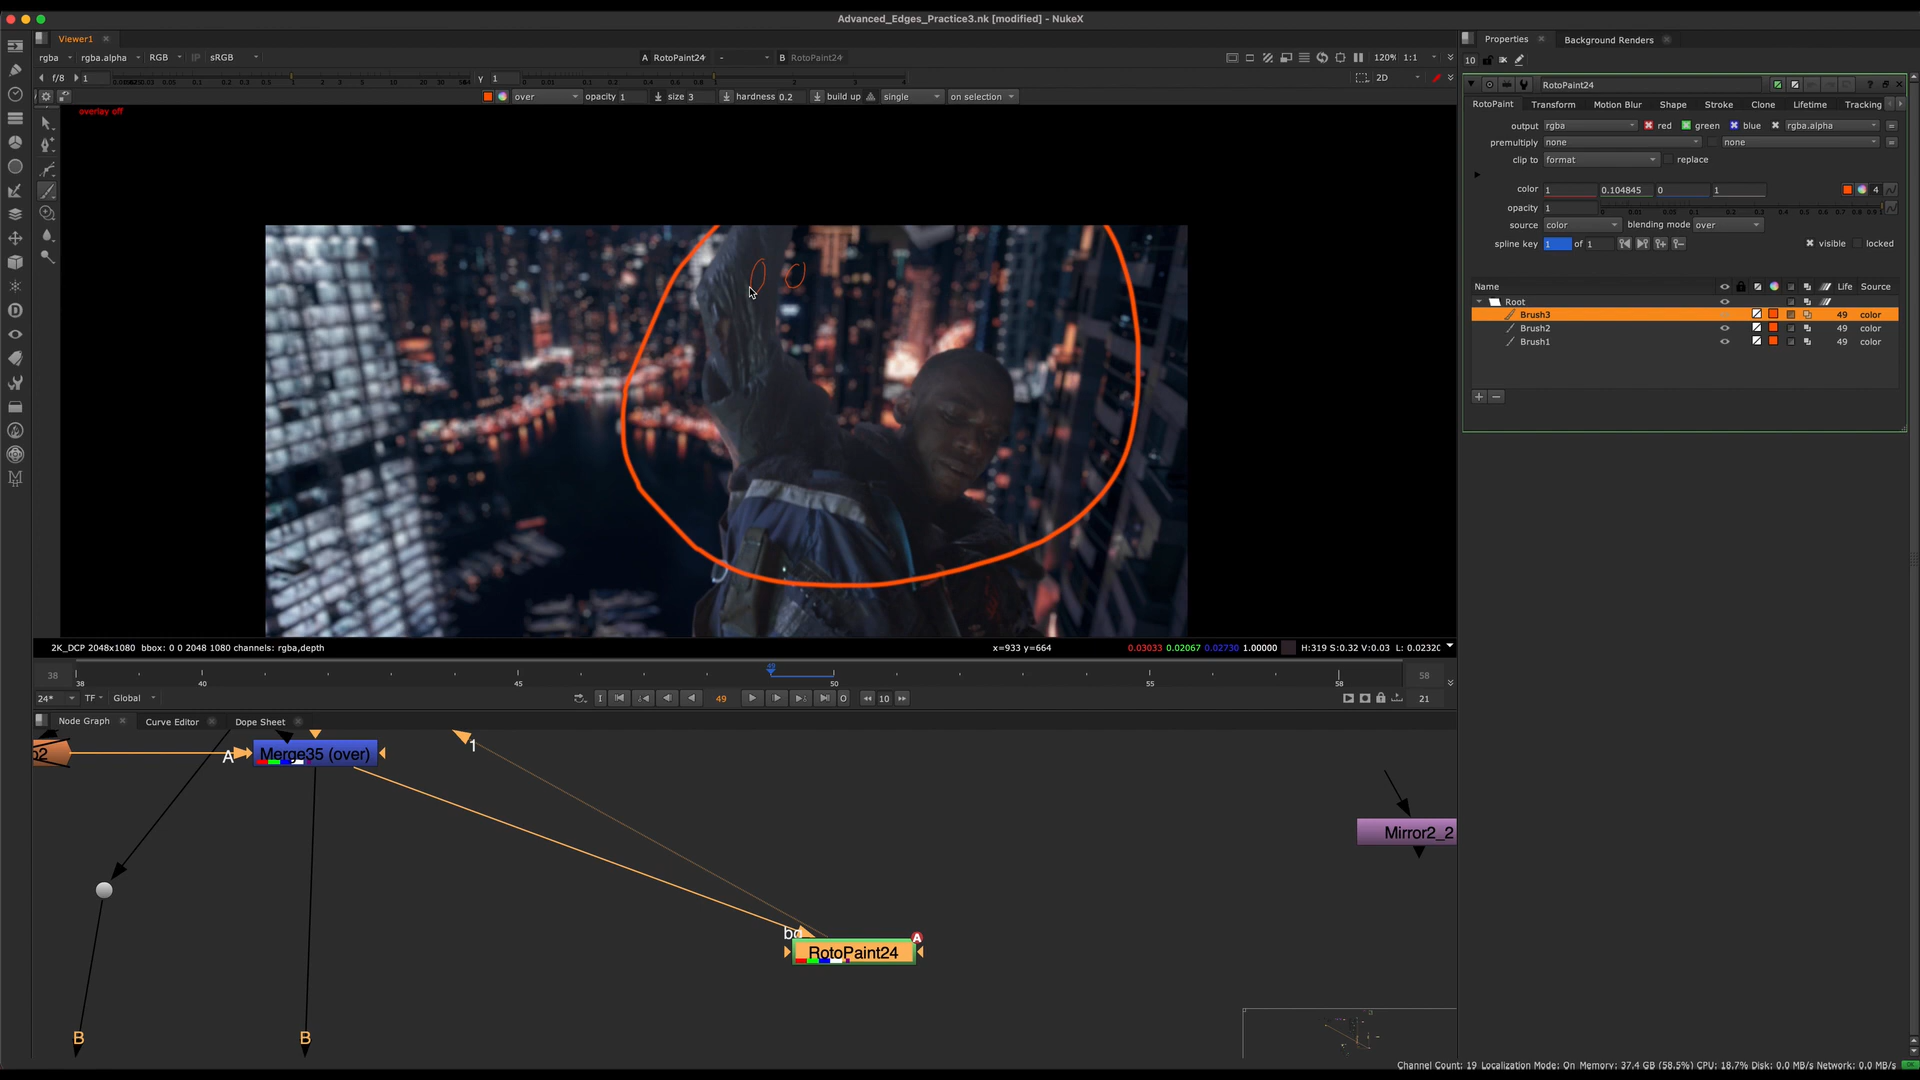 Advanced_Edges_Practice3.nk [modified] - NukeX
Viewer1
Properties
Background Renders
rgba
rgba.alpha
RGB
IP
sRGB
A RotoPaint24
-
B RotoPaint24
120%
1:1
10
f/8
1
γ 1
2D
RotoPaint24
over
opacity 1
size 3
hardness 0.2
build up
single
on selection
RotoPaint
Transform
Motion Blur
Shape
Stroke
Clone
Lifetime
Tracking
overlay off
output rgba
red
green
blue
rgba.alpha
premultiply none
none
clip to format
replace
color 1
0.104845
0
1
4
opacity 1
source color
blending mode over
spline key 1 of 1
visible
locked
Name
Life
Source
Root
Brush3
49
color
Brush2
49
color
Brush1
49
color
2K_DCP 2048x1080 bbox: 0 0 2048 1080 channels: rgba,depth
x=933 y=664
0.03033 0.02067 0.02730 1.00000
H:319 S:0.32 V:0.03 L: 0.02320
38
38
40
45
49
50
55
58
58
24*
TF
Global
I
49
O
10
21
Node Graph
Curve Editor
Dope Sheet
A
Merge35 (over)
1
Mirror2_2
bg
RotoPaint24
A
B
B
Channel Count: 19 Localization Mode: On Memory: 37.4 GB (58.5%) CPU: 18.7% Disk: 0.0 MB/s Network: 0.0 MB/s